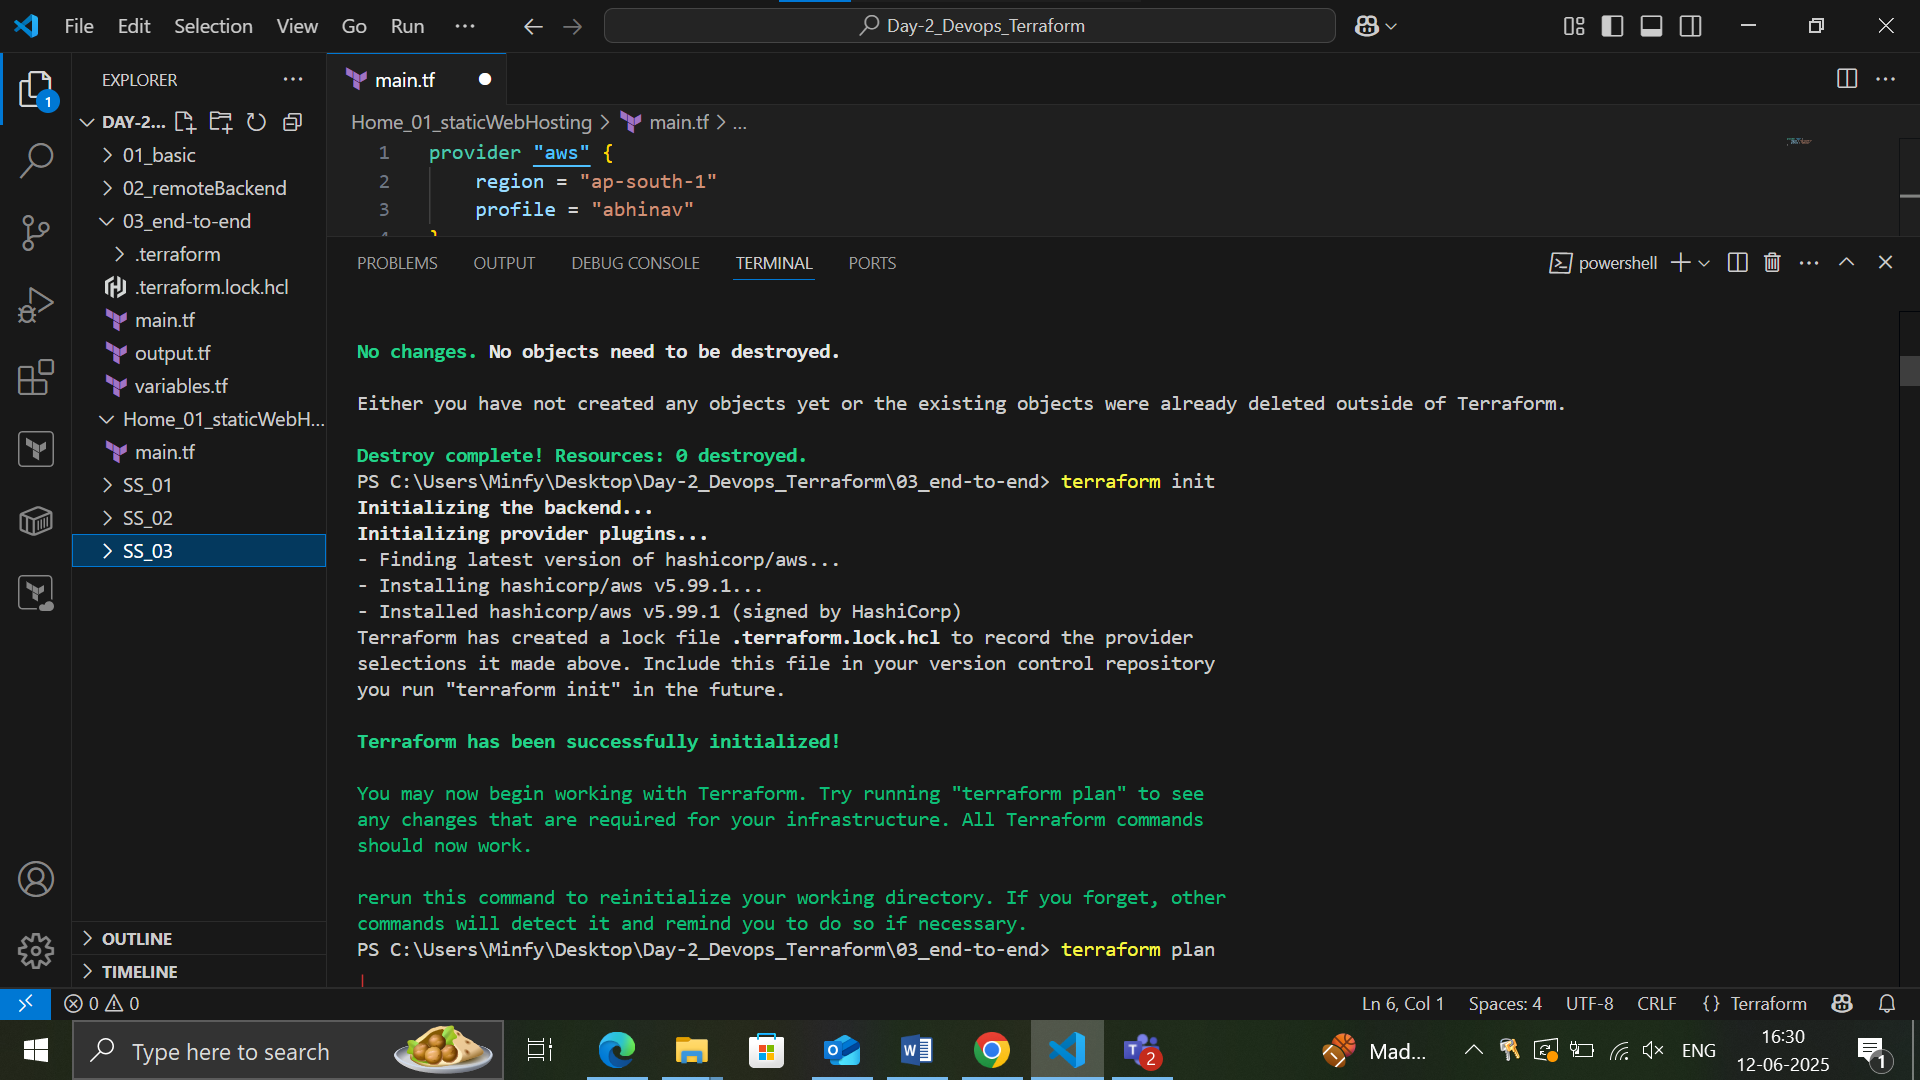 File Edit Selection View Go Run ...
Day-2_Devops_Terraform
EXPLORER
DAY-2...
01_basic
02_remoteBackend
03_end-to-end
.terraform
.terraform.lock.hcl
main.tf
output.tf
variables.tf
Home_01_staticWebH...
main.tf
SS_01
SS_02
SS_03
OUTLINE
TIMELINE
1
main.tf
Home_01_staticWebHosting > main.tf > ...
1 provider "aws" {
2 region = "ap-south-1"
3 profile = "abhinav"
4 }
PROBLEMS OUTPUT DEBUG CONSOLE TERMINAL PORTS
powershell
No changes. No objects need to be destroyed.
Either you have not created any objects yet or the existing objects were already deleted outside of Terraform.
Destroy complete! Resources: 0 destroyed.
PS C:\Users\Minfy\Desktop\Day-2_Devops_Terraform\03_end-to-end> terraform init
Initializing the backend...
Initializing provider plugins...
- Finding latest version of hashicorp/aws...
- Installing hashicorp/aws v5.99.1...
- Installed hashicorp/aws v5.99.1 (signed by HashiCorp)
Terraform has created a lock file .terraform.lock.hcl to record the provider
selections it made above. Include this file in your version control repository
you run "terraform init" in the future.
Terraform has been successfully initialized!
You may now begin working with Terraform. Try running "terraform plan" to see
any changes that are required for your infrastructure. All Terraform commands
should now work.
rerun this command to reinitialize your working directory. If you forget, other
commands will detect it and remind you to do so if necessary.
PS C:\Users\Minfy\Desktop\Day-2_Devops_Terraform\03_end-to-end> terraform plan
0 0
Ln 6, Col 1 Spaces: 4 UTF-8 CRLF {} Terraform
Type here to search
2
Mad...
ENG
16:30
12-06-2025
1